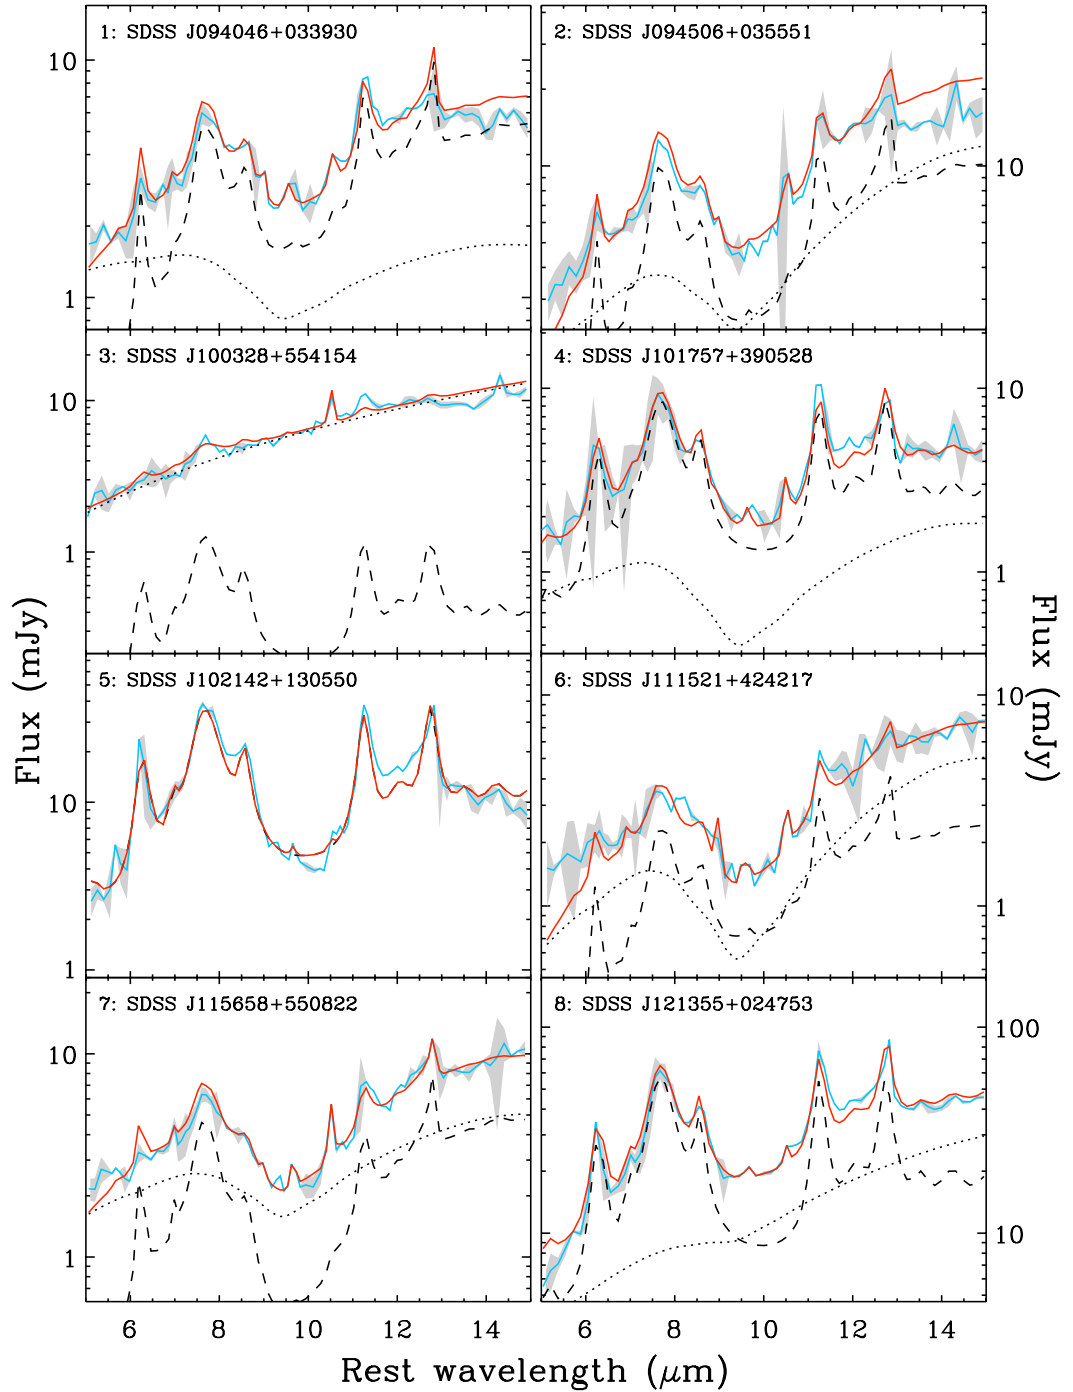 1: SDSS J094046+033930
2: SDSS J094506+035551
10
1
10
3: SDSS J100328+554154
4: SDSS J101757+390528
10
1
10
1
5: SDSS J102142+130550
6: SDSS J111521+424217
10
1
10
1
7: SDSS J115658+550822
8: SDSS J121355+024753
10
1
100
10
6 8 10 12 14
6 8 10 12 14
Flux (mJy)
Flux (mJy)
Rest wavelength (μm)